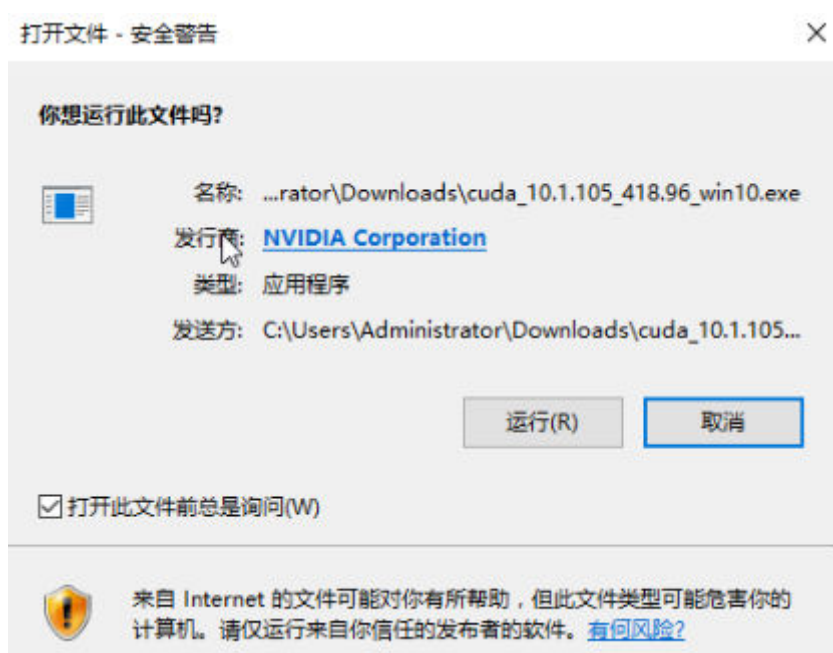 打开文件 - 安全警告
你想运行此文件吗?
名称: ...rator\Downloads\cuda_10.1.105_418.96_win10.exe
发行商: NVIDIA Corporation
类型: 应用程序
发送方: C:\Users\Administrator\Downloads\cuda_10.1.105...
运行(R) 取消
打开此文件前总是询问(W)
来自 Internet 的文件可能对你有所帮助，但此文件类型可能危害你的
计算机。请仅运行来自你信任的发布者的软件。有何风险?